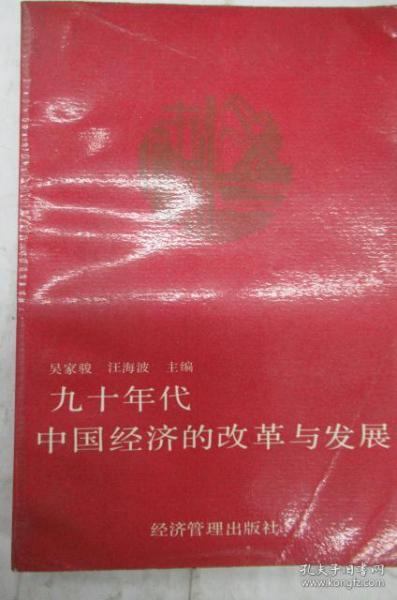 吴家骏 汪海波 主编
九十年代
中国经济的改革与发展
经济管理出版社
孔夫子旧书网
www.kongfz.com